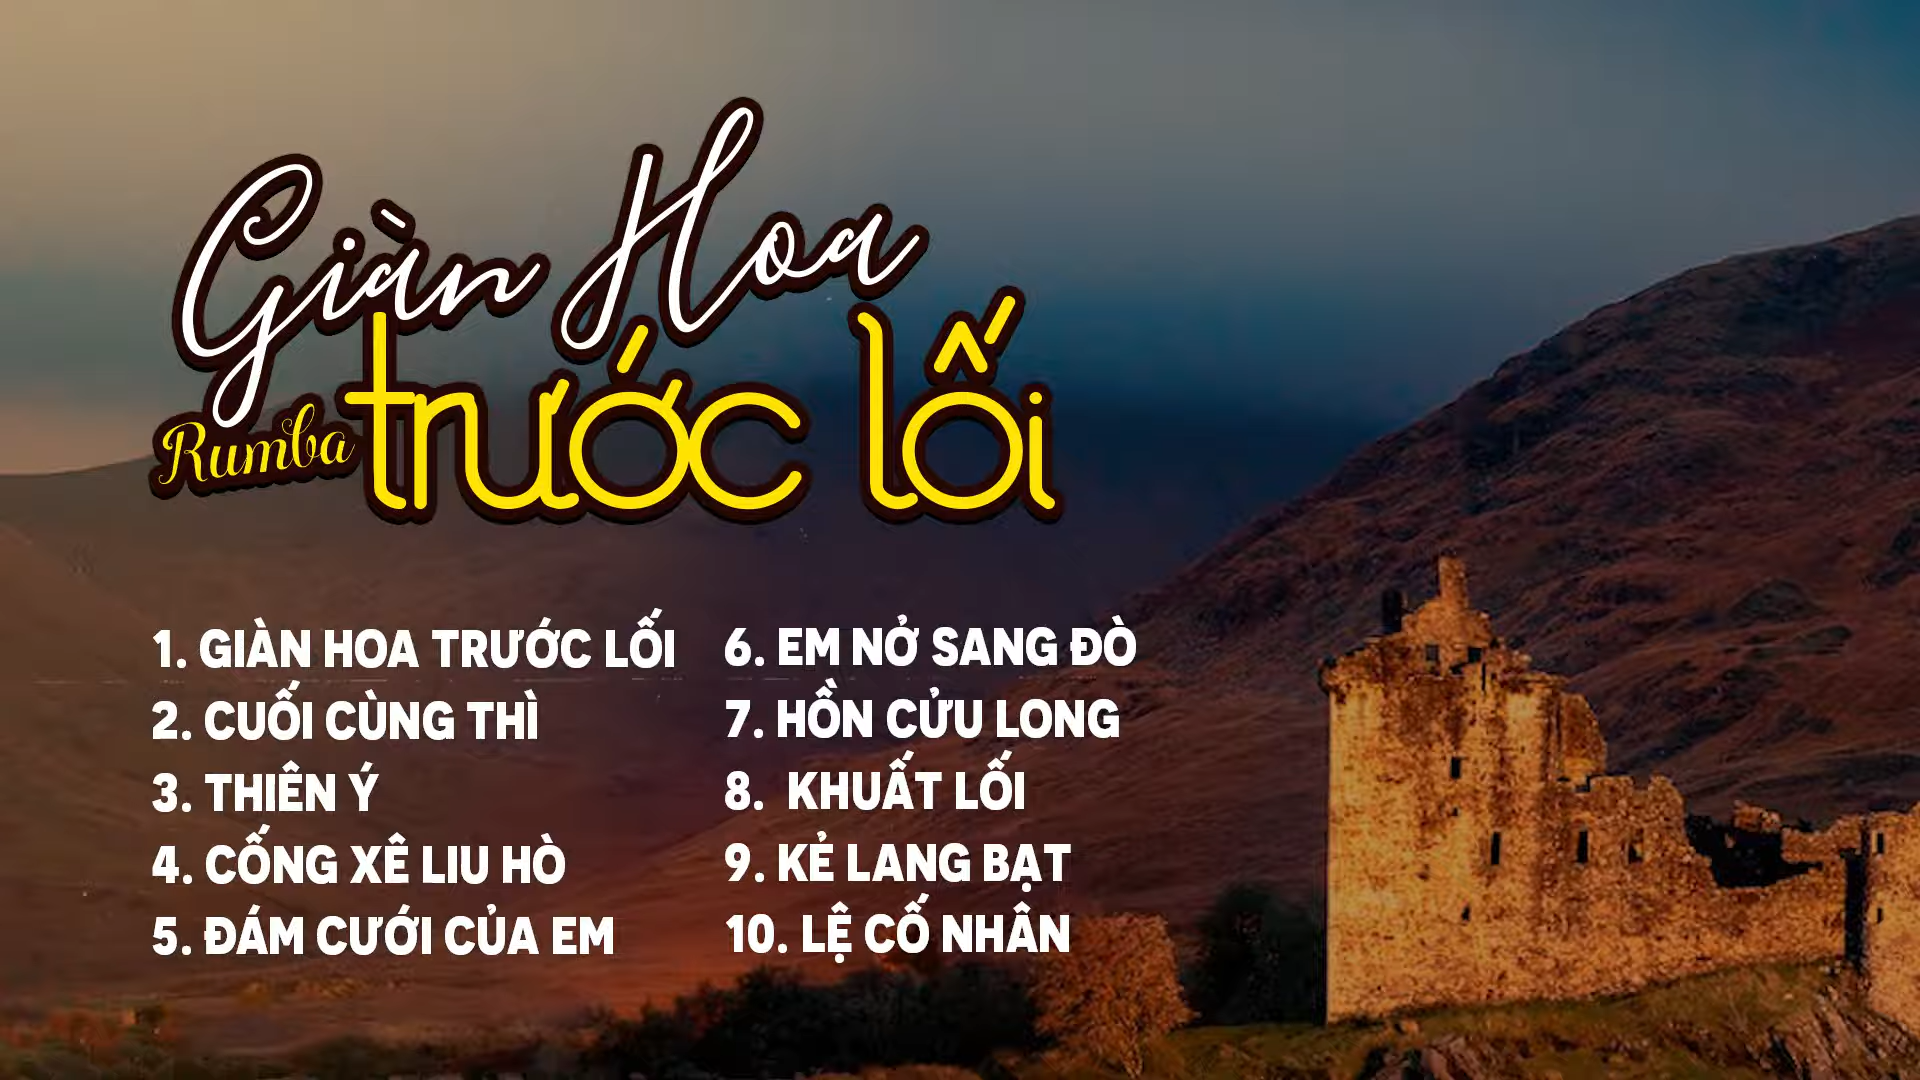 Giàn Hoa
Rumba trước lối
1. GIÀN HOA TRƯỚC LỐI
2. CUỐI CÙNG THÌ
3. THIÊN Ý
4. CỐNG XÊ LIU HÒ
5. ĐÁM CƯỚI CỦA EM
6. EM NỞ SANG ĐÒ
7. HỒN CỬU LONG
8. KHUẤT LỐI
9. KẺ LANG BẠT
10. LỆ CỐ NHÂN